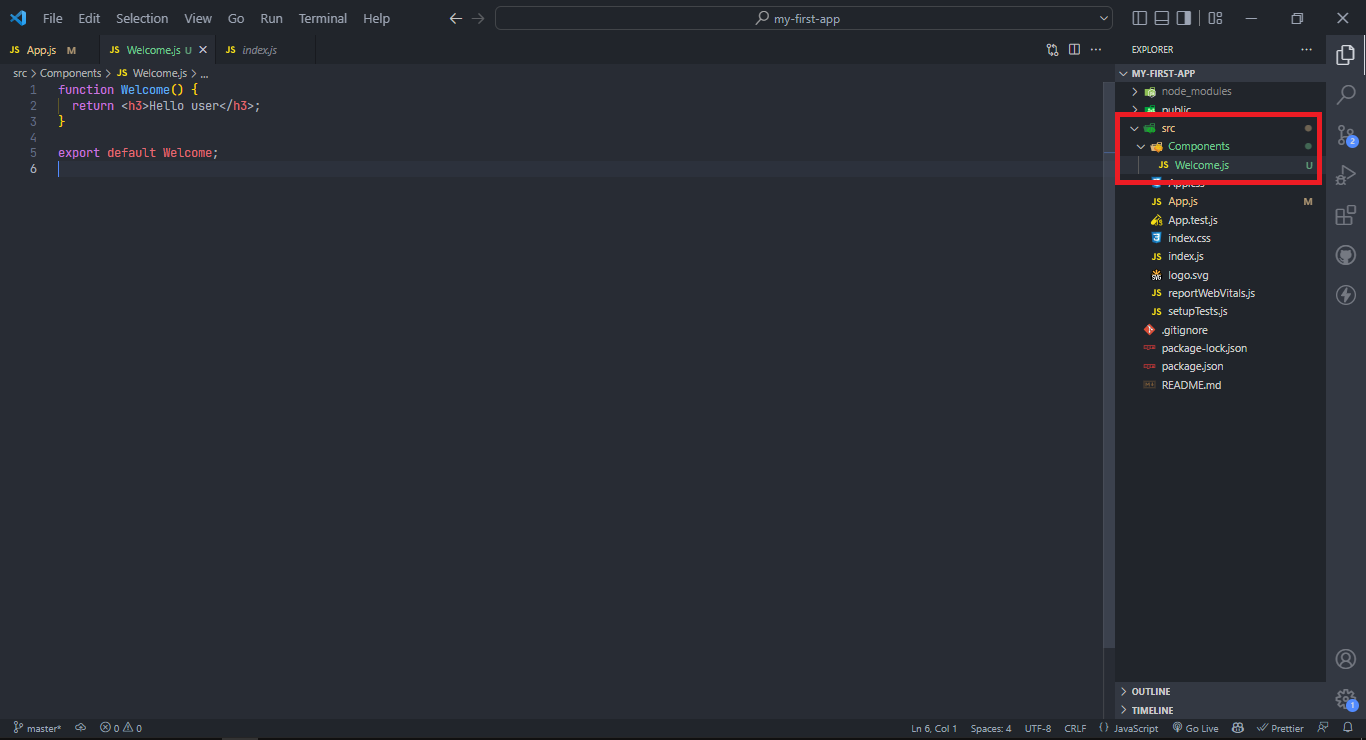 File Edit Selection View Go Run Terminal Help
my-first-app
JS App.js M
JS Welcome.js U
JS index.js
src > Components > JS Welcome.js > ...
1 function Welcome() {
2 return <h3>Hello user</h3>;
3 }
4
5 export default Welcome;
6
EXPLORER
MY-FIRST-APP
node_modules
public
src
Components
JS Welcome.js U
App.css
JS App.js M
App.test.js
index.css
JS index.js
logo.svg
JS reportWebVitals.js
JS setupTests.js
.gitignore
package-lock.json
package.json
README.md
2
OUTLINE
TIMELINE
1
master* 0 0 Ln 6, Col 1 Spaces: 4 UTF-8 CRLF { } JavaScript Go Live Prettier